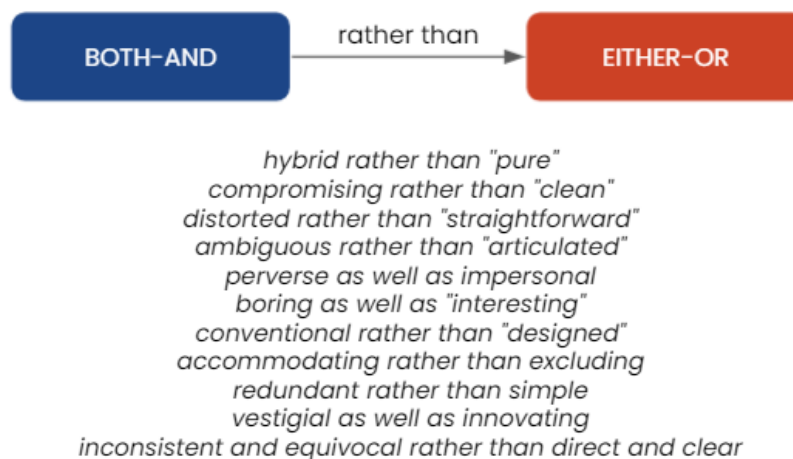 rather than
BOTH-AND
EITHER-OR
hybrid rather than "pure"
compromising rather than "clean"
distorted rather than "straightforward"
ambiguous rather than "articulated"
perverse as well as impersonal
boring as well as "interesting"
conventional rather than "designed"
accommodating rather than excluding
redundant rather than simple
vestigial as well as innovating
inconsistent and equivocal rather than direct and clear